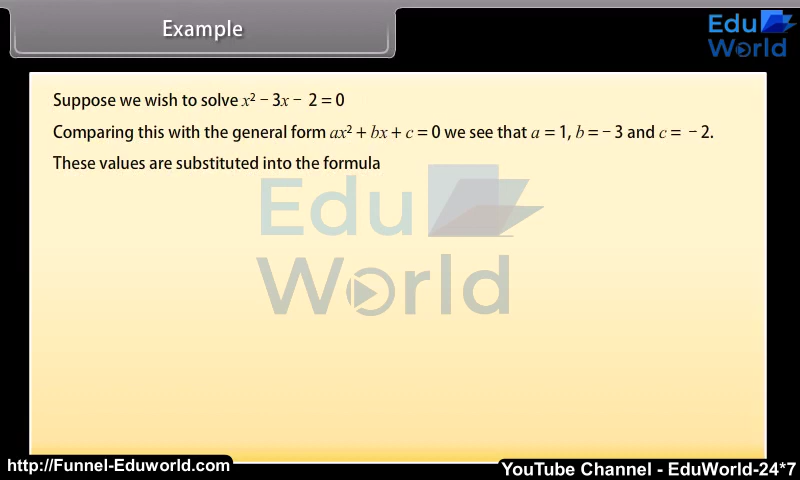 Example
Edu
World
Suppose we wish to solve x² − 3x − 2 = 0
Comparing this with the general form ax² + bx + c = 0 we see that a = 1, b = − 3 and c = − 2.
These values are substituted into the formula
Edu
World
http://Funnel-Eduworld.com
YouTube Channel - EduWorld-24*7